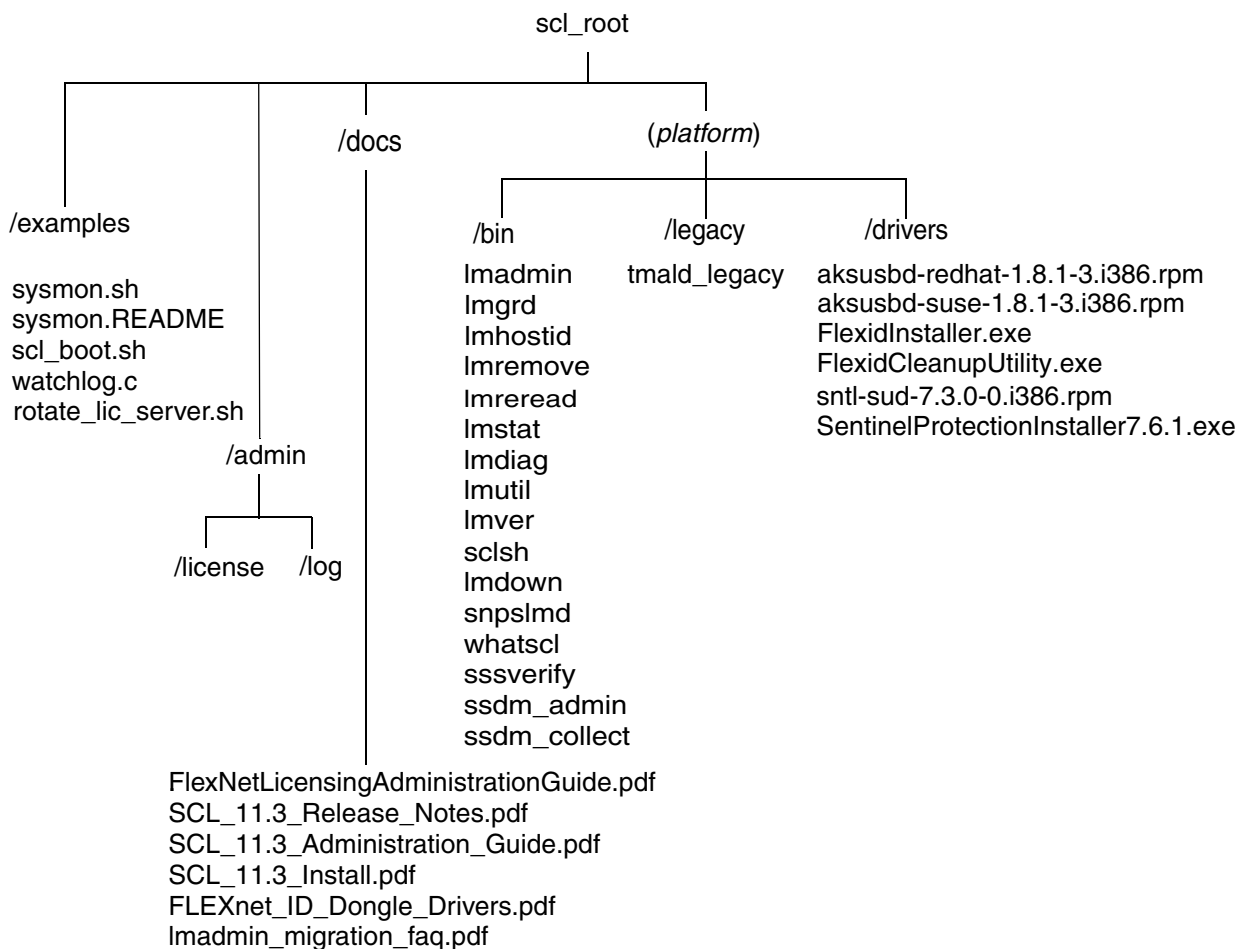 scl_root
/examples
sysmon.sh
sysmon.README
scl_boot.sh
watchlog.c
rotate_lic_server.sh
/admin
/license
/log
/docs
FlexNetLicensingAdministrationGuide.pdf
SCL_11.3_Release_Notes.pdf
SCL_11.3_Administration_Guide.pdf
SCL_11.3_Install.pdf
FLEXnet_ID_Dongle_Drivers.pdf
lmadmin_migration_faq.pdf
(platform)
/bin
lmadmin
lmgrd
lmhostid
lmremove
lmreread
lmstat
lmdiag
lmutil
lmver
sclsh
lmdown
snpslmd
whatscl
sssverify
ssdm_admin
ssdm_collect
/legacy
tmald_legacy
/drivers
aksusbd-redhat-1.8.1-3.i386.rpm
aksusbd-suse-1.8.1-3.i386.rpm
FlexidInstaller.exe
FlexidCleanupUtility.exe
sntl-sud-7.3.0-0.i386.rpm
SentinelProtectionInstaller7.6.1.exe